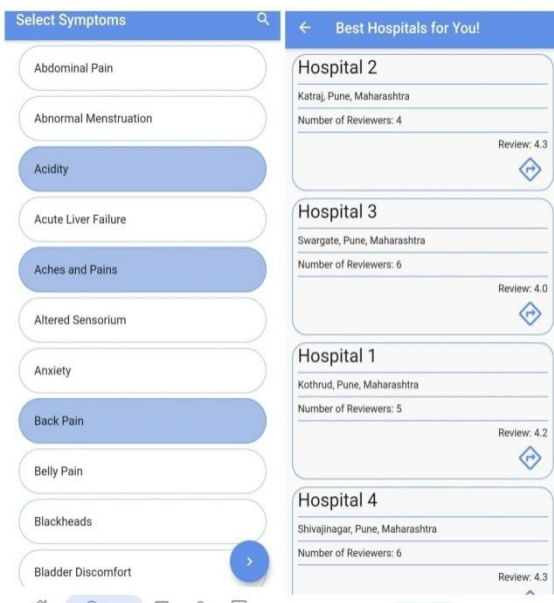 Select Symptoms
Abdominal Pain
Abnormal Menstruation
Acidity
Acute Liver Failure
Aches and Pains
Altered Sensorium
Anxiety
Back Pain
Belly Pain
Blackheads
Bladder Discomfort
Best Hospitals for You!
Hospital 2
Katraj, Pune, Maharashtra
Number of Reviewers: 4
Review: 4.3
Hospital 3
Swargate, Pune, Maharashtra
Number of Reviewers: 6
Review: 4.0
Hospital 1
Kothrud, Pune, Maharashtra
Number of Reviewers: 5
Review: 4.2
Hospital 4
Shivajinagar, Pune, Maharashtra
Number of Reviewers: 6
Review: 4.3